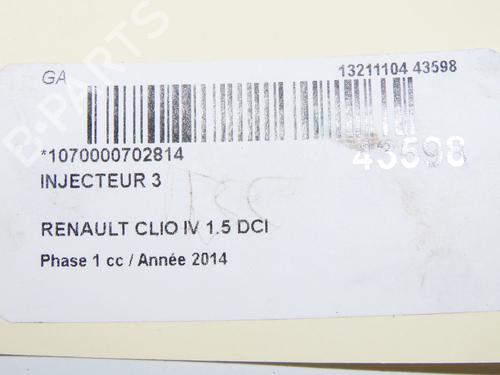 B-PARTS
GA
13211104 43598
*1070000702814
43598
INJECTEUR 3
RENAULT CLIO IV 1.5 DCI
Phase 1 cc / Année 2014